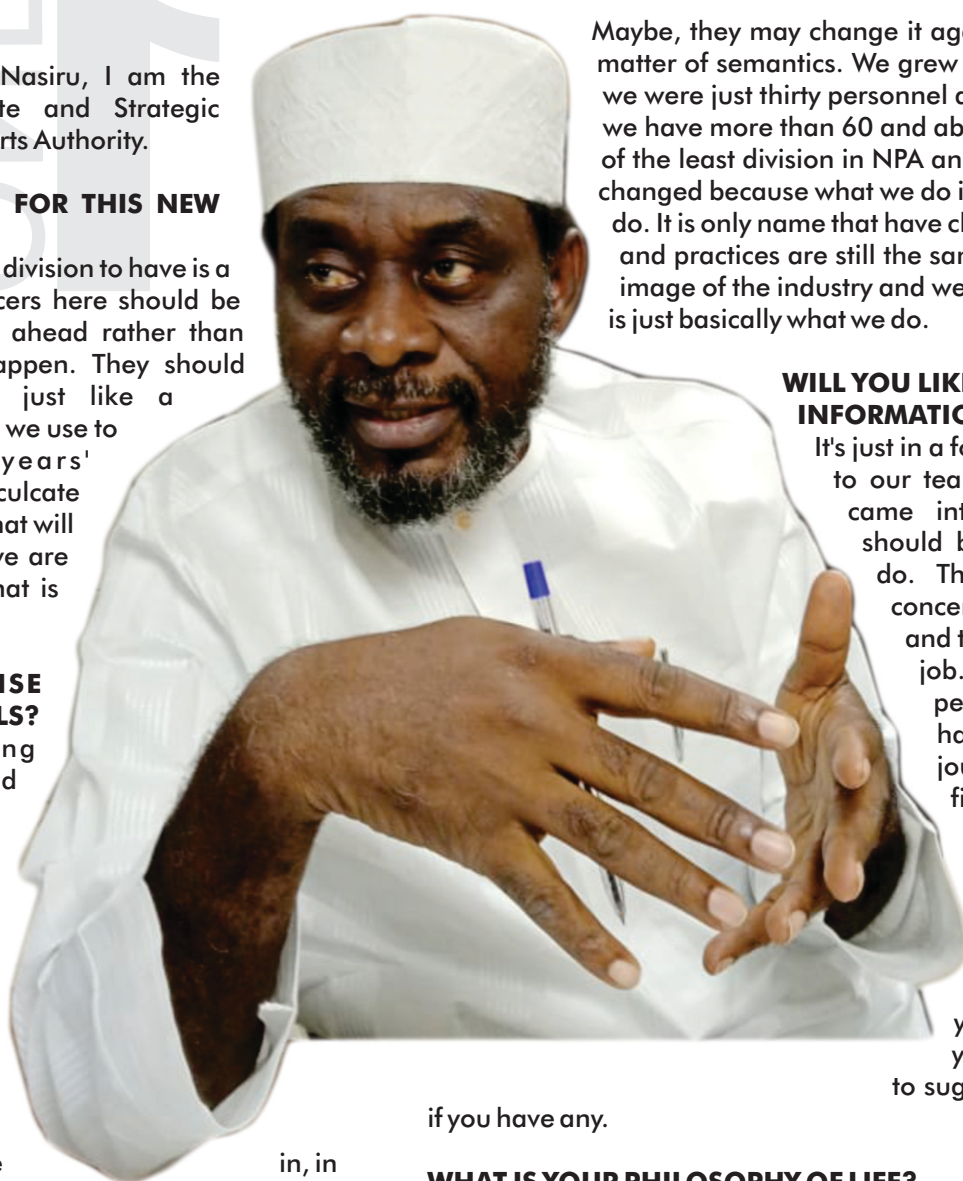 Nasiru, I am the
te and Strategic
rts Authority.
FOR THIS NEW
division to have is a
cers here should be
ahead rather than
appen. They should
just like a
we use to
years'
culcate
hat will
ve are
hat is
ISE
LS?
ng
d
e in, in
Maybe, they may change it aga
matter of semantics. We grew
we were just thirty personnel a
we have more than 60 and ab
of the least division in NPA an
changed because what we do i
do. It is only name that have ch
and practices are still the sam
image of the industry and we
is just basically what we do.
WILL YOU LIKE
INFORMATIO
It's just in a fo
to our tea
came int
should b
do. Th
concer
and t
job.
pe
ha
jou
fi
y
y
to sug
if you have any.
WHAT IS YOUR PHILOSOPHY OF LIFE?